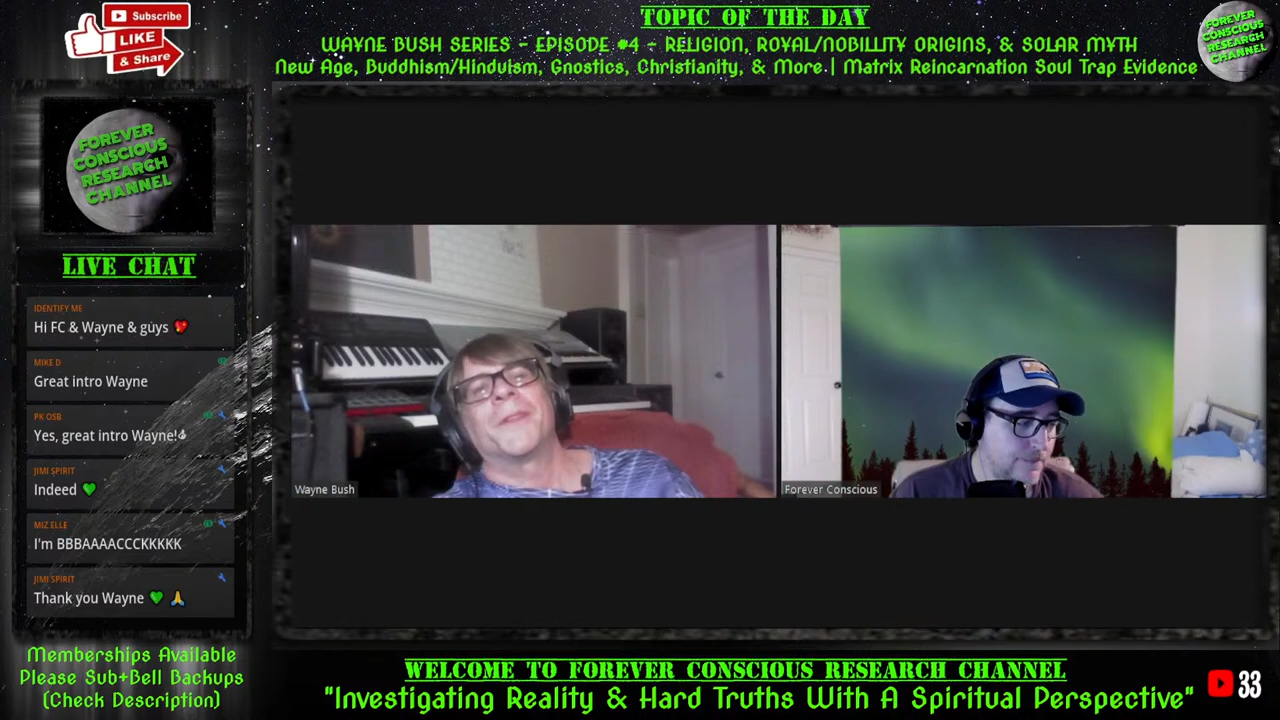 Subscribe
LIKE
& Share
TOPIC OF THE DAY
WAYNE BUSH SERIES - EPISODE #4 - RELIGION, ROYAL/NOBILLITY ORIGINS, & SOLAR MYTH
New Age, Buddhism/Hinduism, Gnostics, Christianity, & More | Matrix Reincarnation Soul Trap Evidence
FOREVER
CONSCIOUS
RESEARCH
CHANNEL
FOREVER
CONSCIOUS
RESEARCH
CHANNEL
LIVE CHAT
IDENTIFY ME
Hi FC & Wayne & guys 💖
MIKE D
Great intro Wayne
PK OSB
Yes, great intro Wayne!
JIMI SPIRIT
Indeed 💚
MIZ ELLE
I'm BBBAAAACCCKKKKK
JIMI SPIRIT
Thank you Wayne 💚 🙏
Wayne Bush
Forever Conscious
Memberships Available
Please Sub+Bell Backups
(Check Description)
WELCOME TO FOREVER CONSCIOUS RESEARCH CHANNEL
"Investigating Reality & Hard Truths With A Spiritual Perspective"
33